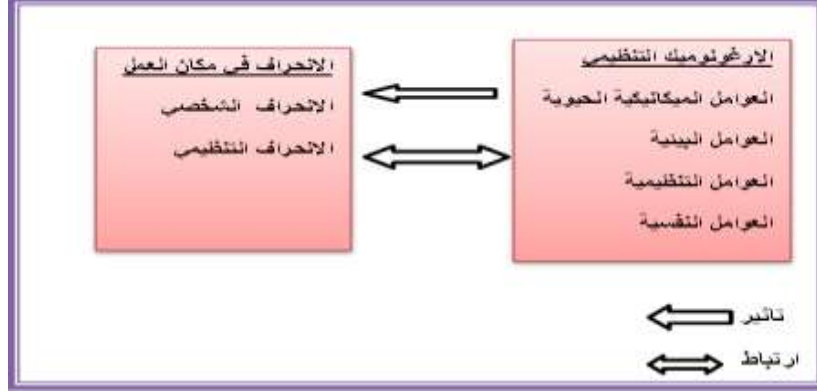 الارغونوميك التنظيمي
العوامل الميكانيكية الحيوية
العوامل البيئية
العوامل التنظيمية
العوامل النفسية
الانحراف في مكان العمل
الانحراف الشخصي
الانحراف التنظيمي
تاثير
ارتباط